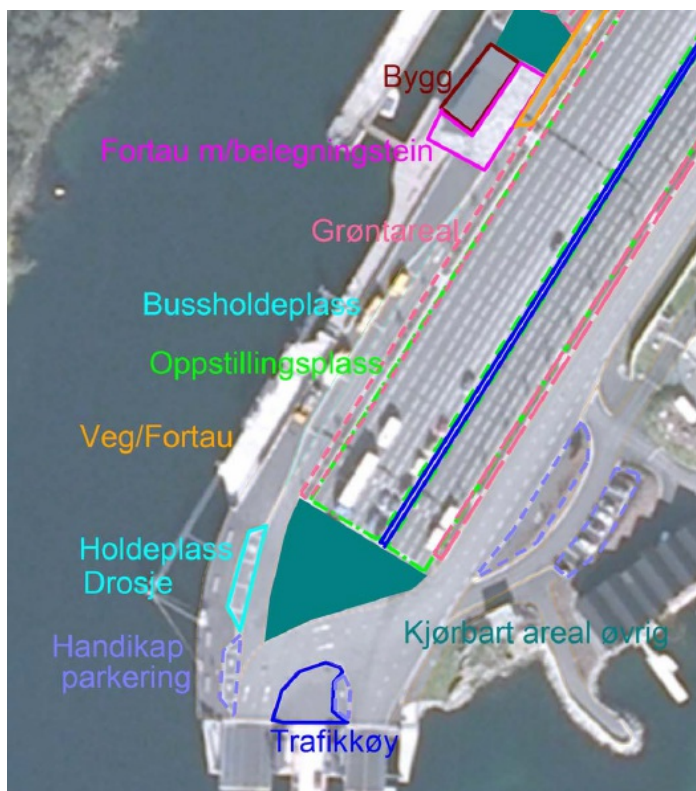 Bygg
Fortau m/belegningstein
Grøntareal
Bussholdeplass
Oppstillingsplass
Veg/Fortau
Holdeplass
Drosje
Handikap
parkering
Kjørbart areal øvrig
Trafikkøy